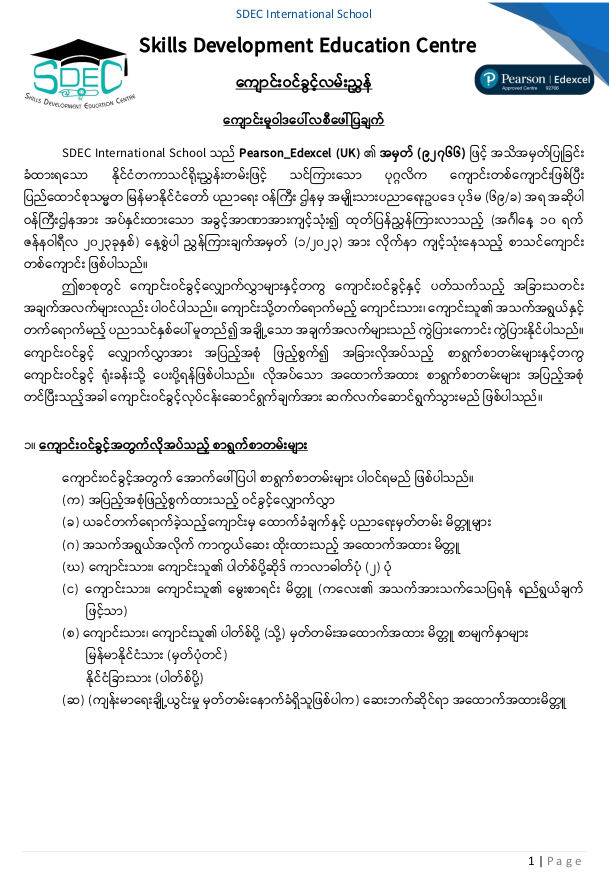 SDEC International School
Skills Development Education Centre
SDEC
SKILLS DEVELOPMENT EDUCATION CENTRE
Pearson | Edexcel
Approved Centre 92766
ကျောင်းဝင်ခွင့်လမ်းညွှန်
ကျောင်းမူဝါဒပေါ်လစီဖော်ပြချက်
SDEC International School သည် Pearson_Edexcel (UK) ၏ အမှတ် (၉၂၇၆၆) ဖြင့် အသိအမှတ်ပြုခြင်း
ခံထားရသော နိုင်ငံတကာသင်ရိုးညွှန်းတမ်းဖြင့် သင်ကြားသော ပုဂ္ဂလိက ကျောင်းတစ်ကျောင်းဖြစ်ပြီး
ပြည်ထောင်စုသမ္မတ မြန်မာနိုင်ငံတော် ပညာရေး ဝန်ကြီး ဌာနမှ အမျိုးသားပညာရေးဥပဒေ ပုဒ်မ (၆၉/ခ) အရ အဆိုပါ
ဝန်ကြီးဌာနအား အပ်နှင်းထားသော အခွင့်အာဏာအားကျင့်သုံး၍ ထုတ်ပြန်ညွှန်ကြားလာသည့် (အင်္ဂါနေ့ ၁၀ ရက်
ဇန်နဝါရီလ ၂၀၂၃ခုနှစ်) နေ့စွဲပါ ညွှန်ကြားချက်အမှတ် (၁/၂၀၂၃) အား လိုက်နာ ကျင့်သုံးနေသည့် စာသင်ကျောင်း
တစ်ကျောင်း ဖြစ်ပါသည်။
ဤစာစုတွင် ကျောင်းဝင်ခွင့်လျှောက်လွှာများနှင့်တကွ ကျောင်းဝင်ခွင့်နှင့် ပတ်သက်သည့် အခြားသတင်း
အချက်အလက်များလည်း ပါဝင်ပါသည်။ ကျောင်းသို့တက်ရောက်မည့် ကျောင်းသား၊ ကျောင်းသူ၏ အသက်အရွယ်နှင့်
တက်ရောက်မည့် ပညာသင်နှစ်ပေါ် မူတည်၍ အချို့သော အချက်အလက်များသည် ကွဲပြားကောင်း ကွဲပြားနိုင်ပါသည်။
ကျောင်းဝင်ခွင့် လျှောက်လွှာအား အပြည့်အစုံ ဖြည့်စွက်၍ အခြားလိုအပ်သည့် စာရွက်စာတမ်းများနှင့်တကွ
ကျောင်းဝင်ခွင့် ရုံးခန်းသို့ ပေးပို့ရန်ဖြစ်ပါသည်။ လိုအပ်သော အထောက်အထား စာရွက်စာတမ်းများ အပြည့်အစုံ
တင်ပြီးသည့်အခါ ကျောင်းဝင်ခွင့်လုပ်ငန်းဆောင်ရွက်ချက်အား ဆက်လက်ဆောင်ရွက်သွားမည် ဖြစ်ပါသည်။
၁။ ကျောင်းဝင်ခွင့်အတွက်လိုအပ်သည့် စာရွက်စာတမ်းများ
ကျောင်းဝင်ခွင့်အတွက် အောက်ဖော်ပြပါ စာရွက်စာတမ်းများ ပါဝင်ရမည် ဖြစ်ပါသည်။
(က) အပြည့်အစုံဖြည့်စွက်ထားသည့် ဝင်ခွင့်လျှောက်လွှာ
(ခ) ယခင်တက်ရောက်ခဲ့သည့်ကျောင်းမှ ထောက်ခံချက်နှင့် ပညာရေးမှတ်တမ်း မိတ္တူများ
(ဂ) အသက်အရွယ်အလိုက် ကာကွယ်ဆေး ထိုးထားသည့် အထောက်အထား မိတ္တူ
(ဃ) ကျောင်းသား၊ ကျောင်းသူ၏ ပါတ်စ်ပို့ဆိုဒ် ကာလာဓါတ်ပုံ (၂) ပုံ
(င) ကျောင်းသား၊ ကျောင်းသူ၏ မွေးစာရင်း မိတ္တူ (ကလေး၏ အသက်အားသက်သေပြရန် ရည်ရွယ်ချက်
ဖြင့်သာ)
(စ) ကျောင်းသား၊ ကျောင်းသူ၏ ပါတ်စ်ပို့ (သို့) မှတ်တမ်းအထောက်အထား မိတ္တူ စာမျက်နှာများ
မြန်မာနိုင်ငံသား (မှတ်ပုံတင်)
နိုင်ငံခြားသား (ပါတ်စ်ပို့)
(ဆ) (ကျန်းမာရေးချို့ယွင်းမှု မှတ်တမ်းနောက်ခံရှိသူဖြစ်ပါက) ဆေးဘက်ဆိုင်ရာ အထောက်အထားမိတ္တူ
1 | Page